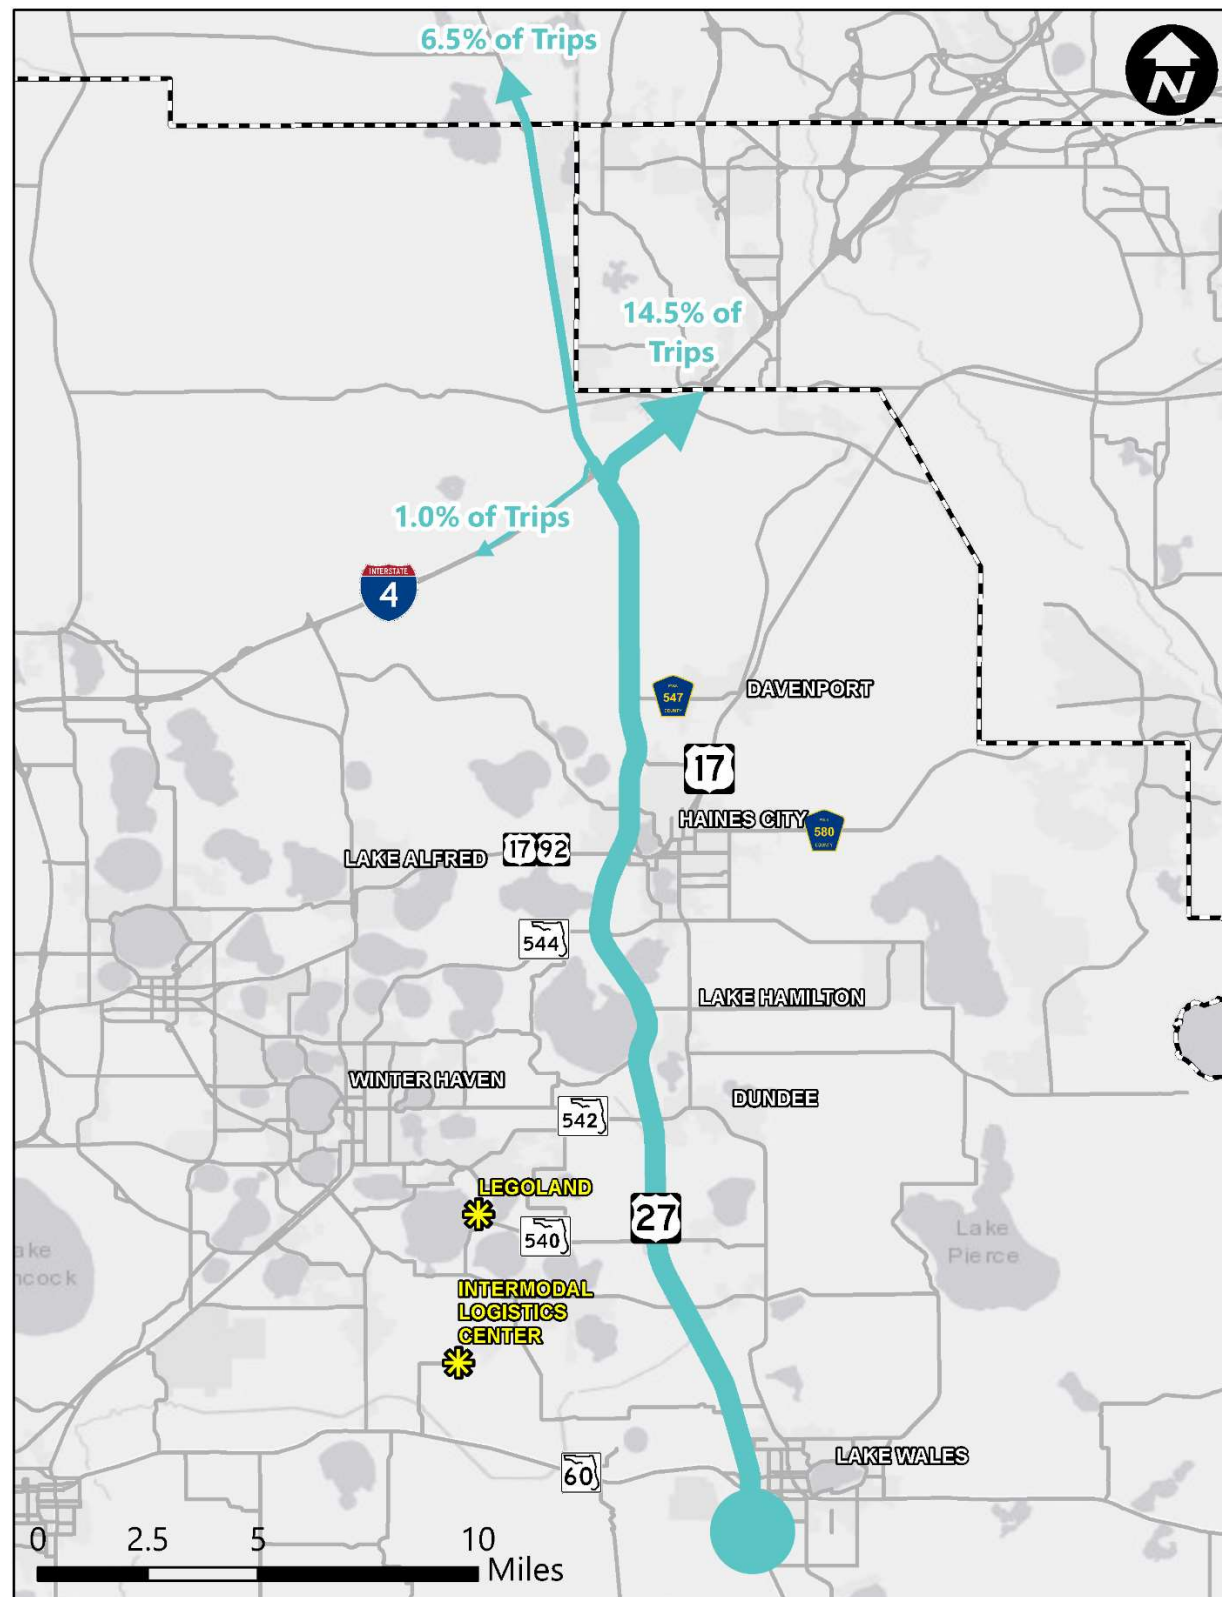 6.5% of Trips
N
14.5% of
Trips
1.0% of Trips
INTERSTATE
4
547
COUNTY
DAVENPORT
17
HAINES CITY
580
COUNTY
LAKE ALFRED
17 92
544
LAKE HAMILTON
WINTER HAVEN
DUNDEE
542
LEGOLAND
27
540
Lake
Pierce
ake
ncock
INTERMODAL
LOGISTICS
CENTER
LAKE WALES
60
0 2.5 5 10
Miles